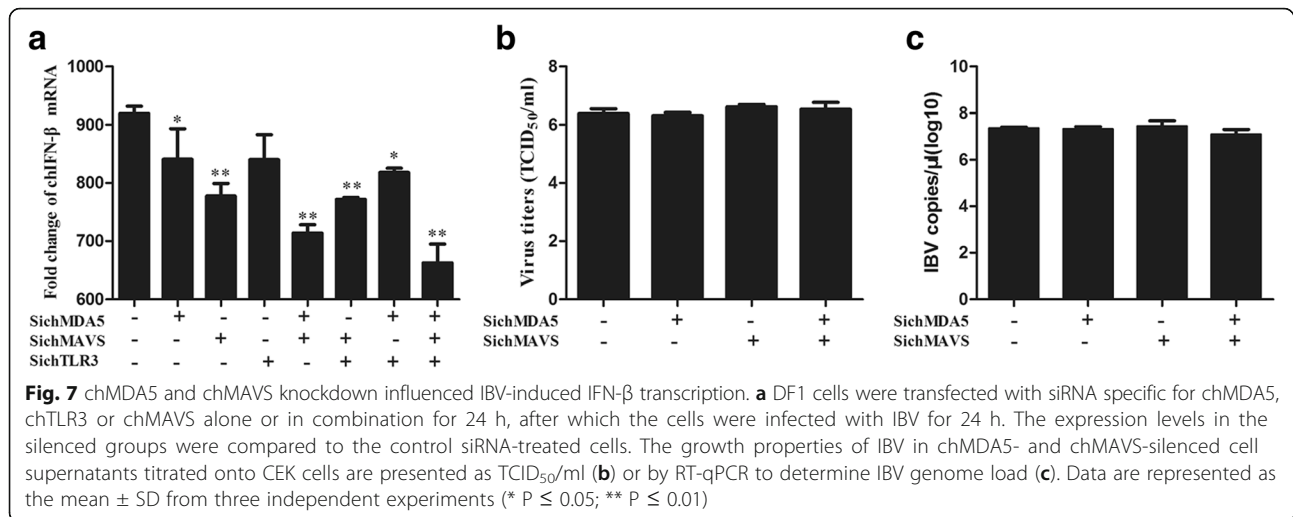 a
Fold change of chIFN-β mRNA
1000
900
800
700
600
*
**
**
**
*
**
SichMDA5 - + - - + - + +
SichMAVS - - + - + + - +
SichTLR3 - - - + - + + +
b
Virus titers (TCID50/ml)
8
6
4
2
0
SichMDA5 - + - +
SichMAVS - - + +
c
IBV copies/μl(log10)
10
8
6
4
2
0
SichMDA5 - + - +
SichMAVS - - + +
Fig. 7 chMDA5 and chMAVS knockdown influenced IBV-induced IFN-β transcription. a DF1 cells were transfected with siRNA specific for chMDA5,
chTLR3 or chMAVS alone or in combination for 24 h, after which the cells were infected with IBV for 24 h. The expression levels in the
silenced groups were compared to the control siRNA-treated cells. The growth properties of IBV in chMDA5- and chMAVS-silenced cell
supernatants titrated onto CEK cells are presented as TCID50/ml (b) or by RT-qPCR to determine IBV genome load (c). Data are represented as
the mean ± SD from three independent experiments (* P ≤ 0.05; ** P ≤ 0.01)